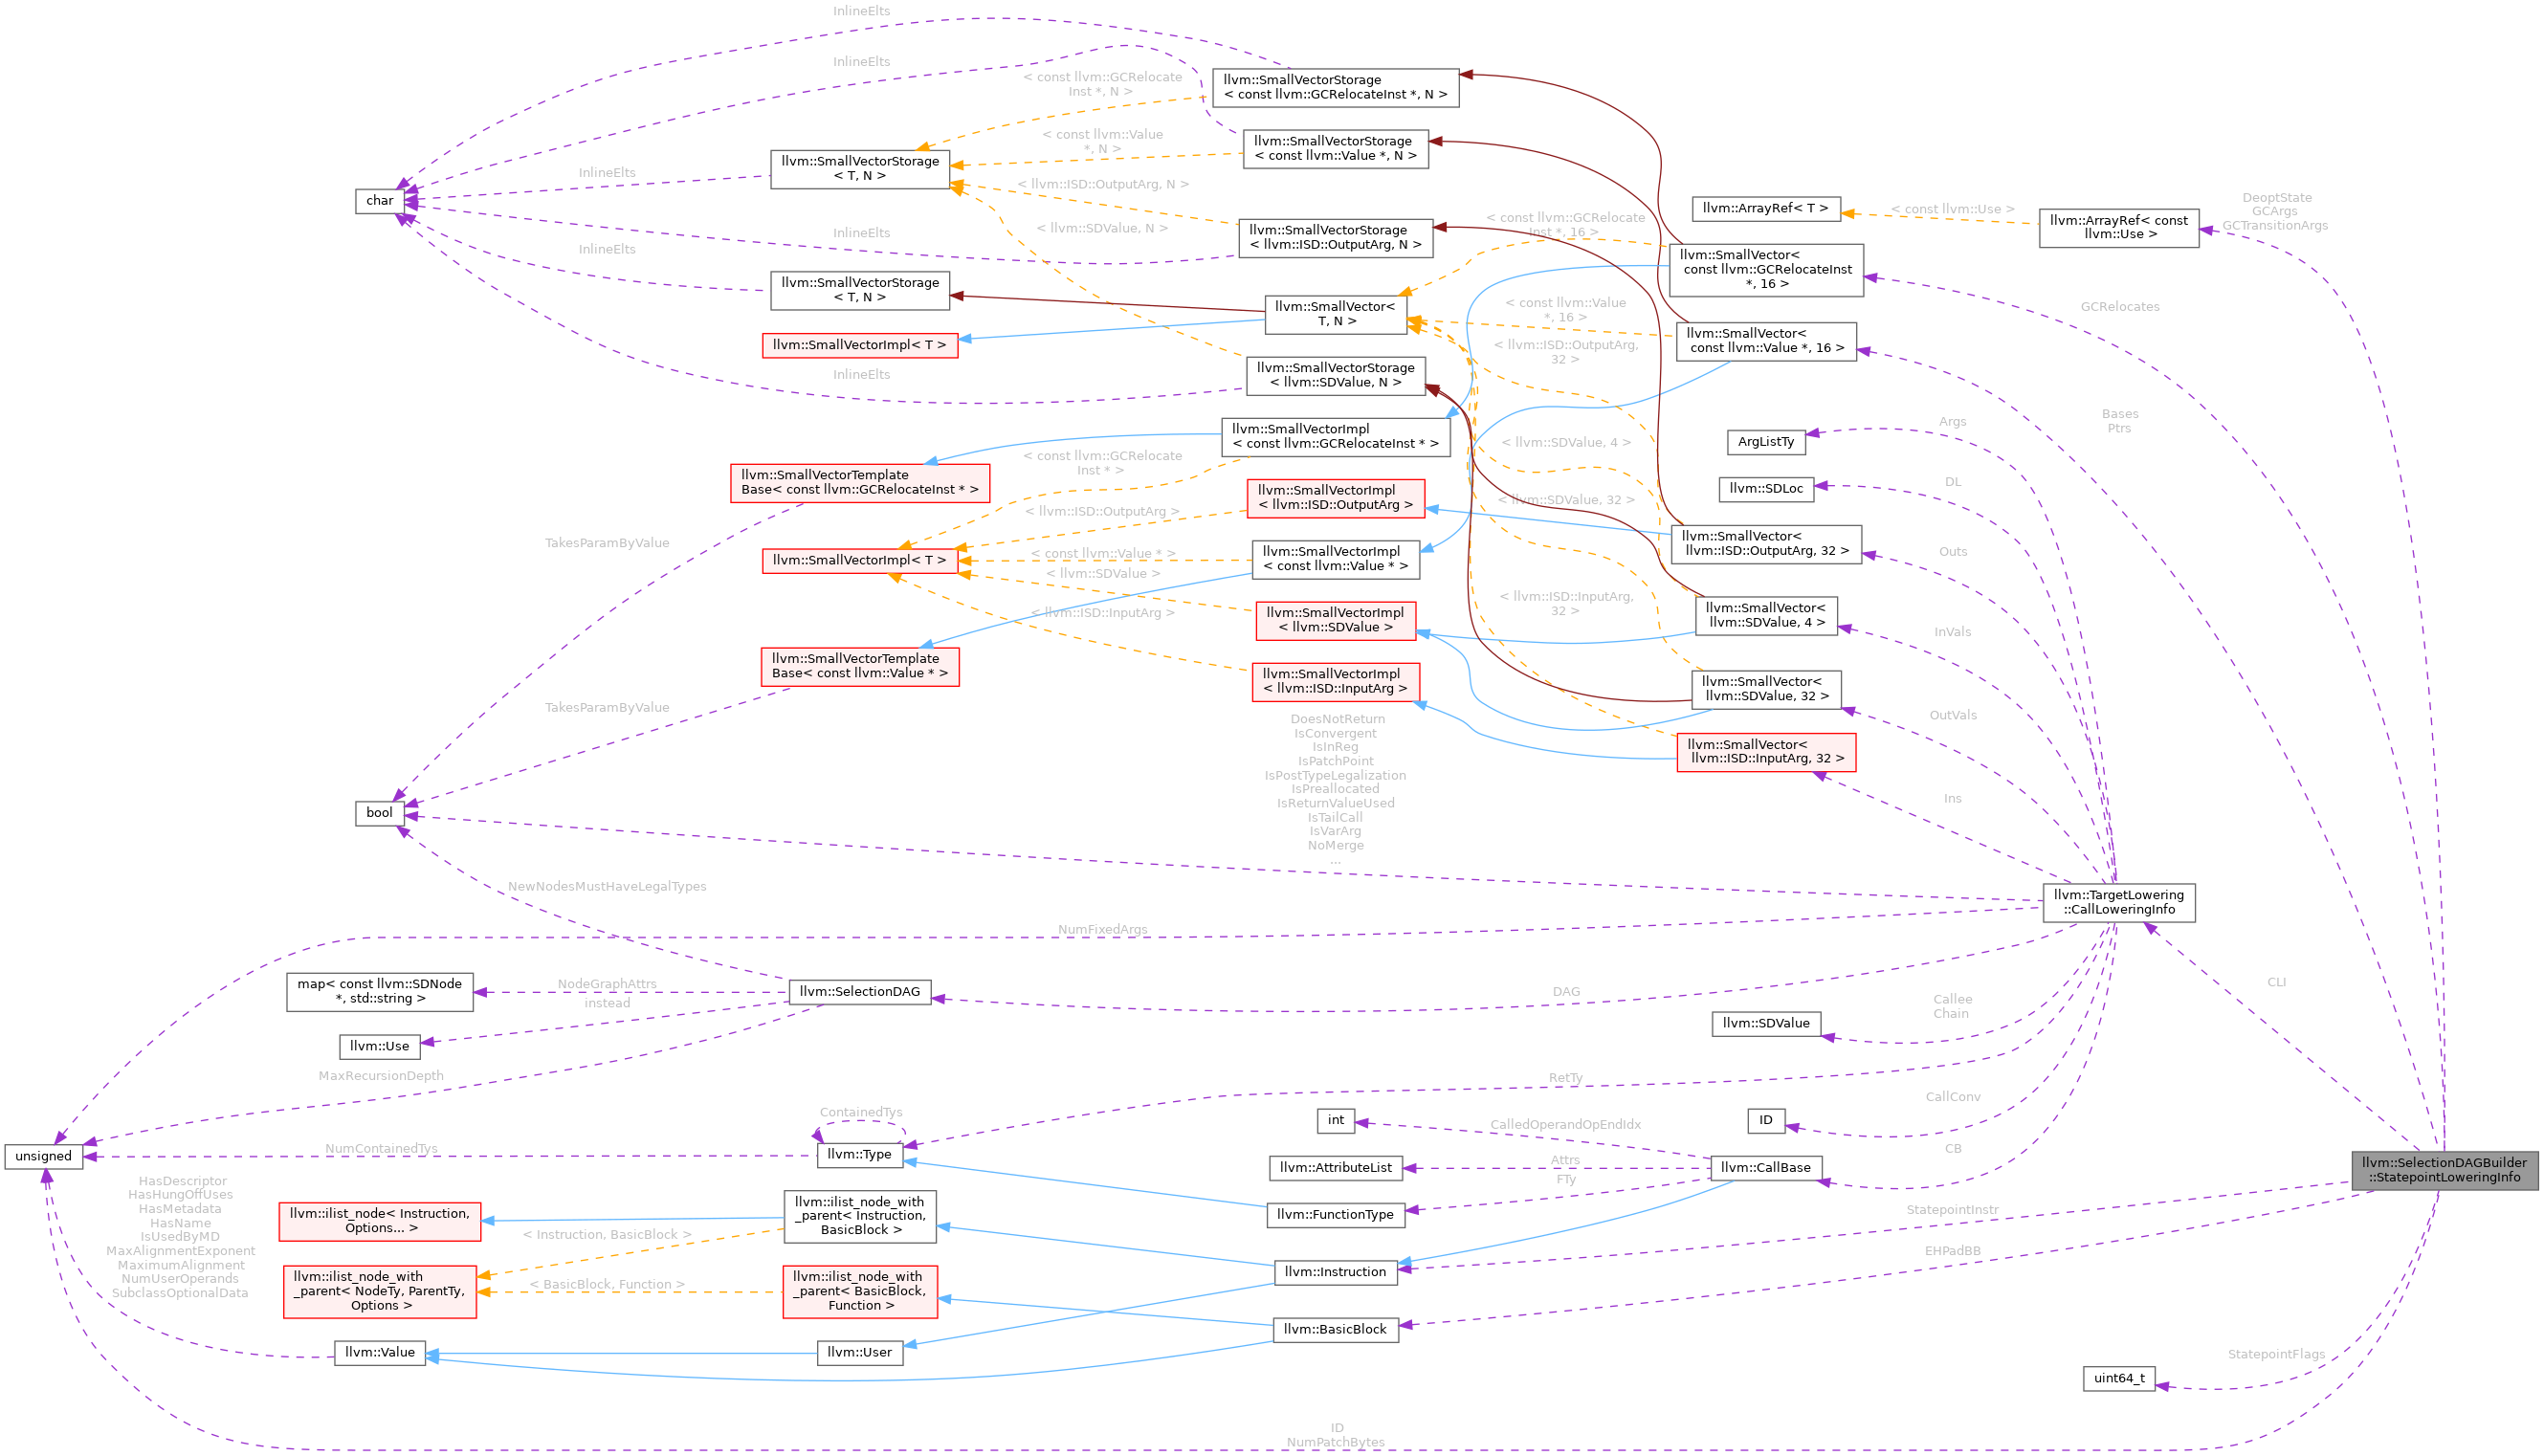 InlineElts
InlineElts
< const llvm::GCRelocate
Inst *, N >
llvm::SmallVectorStorage
< const llvm::GCRelocateInst *, N >
< const llvm::Value
*, N >
llvm::SmallVectorStorage
< const llvm::Value *, N >
llvm::SmallVectorStorage
< T, N >
InlineElts
char
< llvm::ISD::OutputArg, N >
llvm::ArrayRef< T >
< const llvm::Use >
llvm::ArrayRef< const
llvm::Use >
DeoptState
GCArgs
GCTransitionArgs
InlineElts
< llvm::SDValue, N >
llvm::SmallVectorStorage
< llvm::ISD::OutputArg, N >
< const llvm::GCRelocate
Inst *, 16 >
InlineElts
llvm::SmallVector<
const llvm::GCRelocateInst
*, 16 >
llvm::SmallVectorStorage
< T, N >
llvm::SmallVector<
T, N >
< const llvm::Value
*, 16 >
GCRelocates
llvm::SmallVectorImpl< T >
< llvm::ISD::OutputArg,
32 >
llvm::SmallVector<
const llvm::Value *, 16 >
InlineElts
llvm::SmallVectorStorage
< llvm::SDValue, N >
Bases
Ptrs
Args
ArgListTy
llvm::SmallVectorImpl
< const llvm::GCRelocateInst * >
< llvm::SDValue, 4 >
< const llvm::GCRelocate
Inst * >
llvm::SmallVectorTemplate
Base< const llvm::GCRelocateInst * >
llvm::SmallVectorImpl
< llvm::ISD::OutputArg >
< llvm::SDValue, 32 >
llvm::SDLoc
DL
< llvm::ISD::OutputArg >
TakesParamByValue
llvm::SmallVectorImpl< T >
< const llvm::Value * >
llvm::SmallVectorImpl
< const llvm::Value * >
llvm::SmallVector<
llvm::ISD::OutputArg, 32 >
Outs
< llvm::SDValue >
< llvm::ISD::InputArg >
llvm::SmallVectorImpl
< llvm::SDValue >
< llvm::ISD::InputArg,
32 >
llvm::SmallVector<
llvm::SDValue, 4 >
InVals
llvm::SmallVectorTemplate
Base< const llvm::Value * >
llvm::SmallVectorImpl
< llvm::ISD::InputArg >
llvm::SmallVector<
llvm::SDValue, 32 >
TakesParamByValue
OutVals
DoesNotReturn
IsConvergent
IsInReg
IsPatchPoint
IsPostTypeLegalization
IsPreallocated
IsReturnValueUsed
IsTailCall
IsVarArg
NoMerge
...
llvm::SmallVector<
llvm::ISD::InputArg, 32 >
Ins
bool
NewNodesMustHaveLegalTypes
llvm::TargetLowering
::CallLoweringInfo
NumFixedArgs
map< const llvm::SDNode
*, std::string >
NodeGraphAttrs
instead
llvm::SelectionDAG
DAG
CLI
Callee
Chain
llvm::SDValue
llvm::Use
MaxRecursionDepth
RetTy
CallConv
ContainedTys
int
CalledOperandOpEndIdx
ID
CB
unsigned
NumContainedTys
llvm::Type
llvm::AttributeList
Attrs
FTy
llvm::CallBase
llvm::SelectionDAGBuilder
::StatepointLoweringInfo
HasDescriptor
HasHungOffUses
HasMetadata
HasName
IsUsedByMD
MaxAlignmentExponent
MaximumAlignment
NumUserOperands
SubclassOptionalData
llvm::ilist_node< Instruction,
Options... >
llvm::ilist_node_with
_parent< Instruction,
BasicBlock >
llvm::FunctionType
StatepointInstr
< Instruction, BasicBlock >
EHPadBB
llvm::ilist_node_with
_parent< NodeTy, ParentTy,
Options >
< BasicBlock, Function >
llvm::ilist_node_with
_parent< BasicBlock,
Function >
llvm::Instruction
llvm::BasicBlock
llvm::Value
llvm::User
StatepointFlags
uint64_t
ID
NumPatchBytes